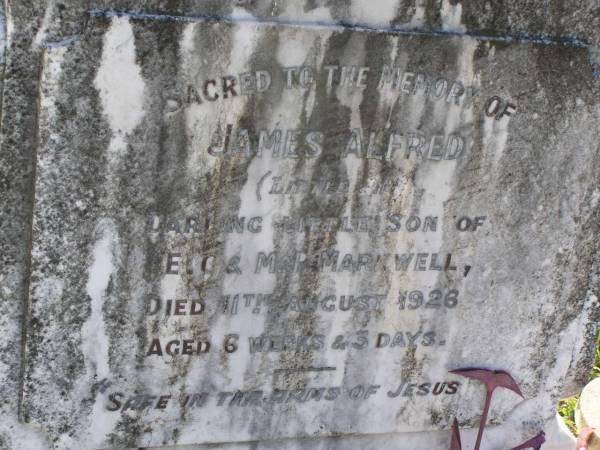 SACRED TO THE MEMORY OF
JAMES ALFRED
(LITTLE
DARLING LITTLE SON OF
E. & M. MARKWELL,
DIED 11TH AUGUST 1926
AGED 6 WEEKS & 3 DAYS.
"SAFE IN THE ARMS OF JESUS